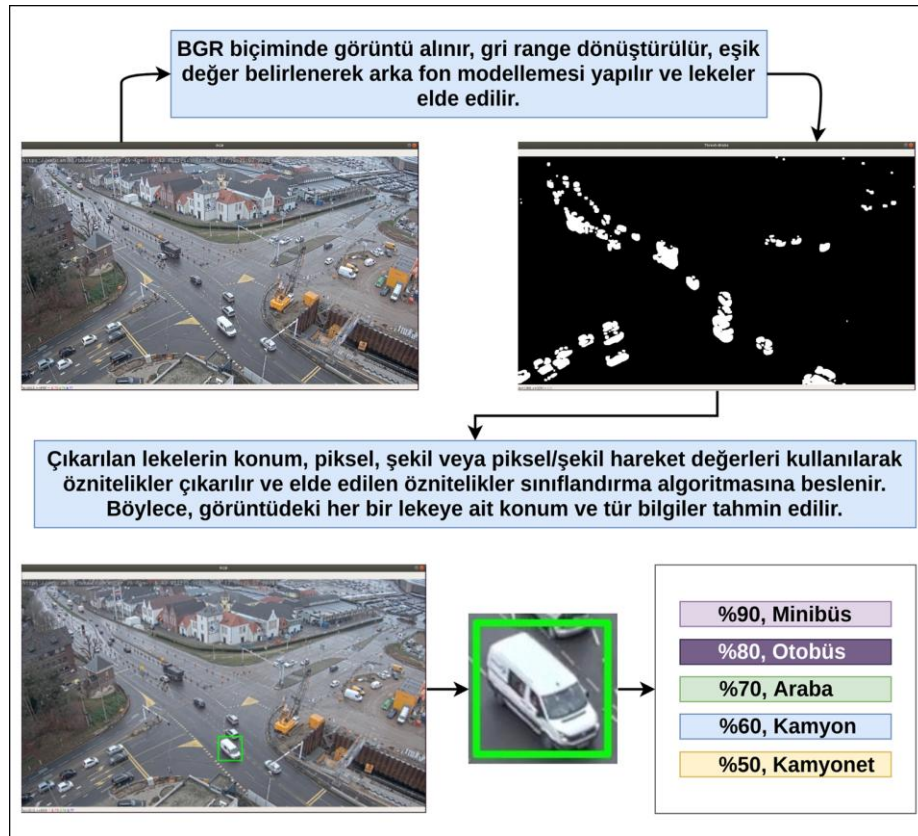 BGR biçiminde görüntü alınır, gri range dönüştürülür, eşik
değer belirlenerek arka fon modellemesi yapılır ve lekeler
elde edilir.
Çıkarılan lekelerin konum, piksel, şekil veya piksel/şekil hareket değerleri kullanılarak
öznitelikler çıkarılır ve elde edilen öznitelikler sınıflandırma algoritmasına beslenir.
Böylece, görüntüdeki her bir lekeye ait konum ve tür bilgiler tahmin edilir.
%90, Minibüs
%80, Otobüs
%70, Araba
%60, Kamyon
%50, Kamyonet